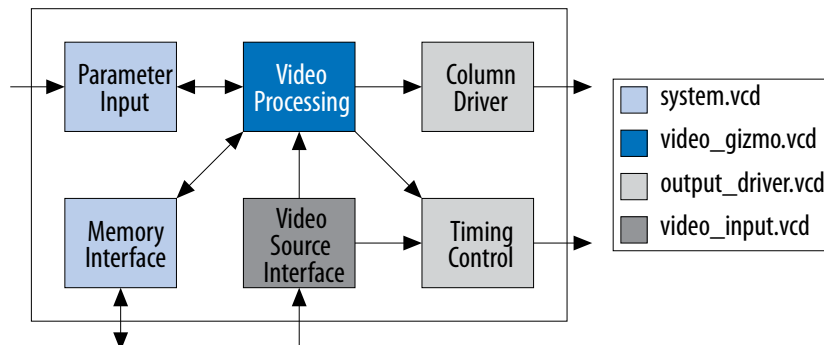 Parameter
Input
Video
Processing
Column
Driver
Memory
Interface
Video
Source
Interface
Timing
Control
system.vcd
video_gizmo.vcd
output_driver.vcd
video_input.vcd